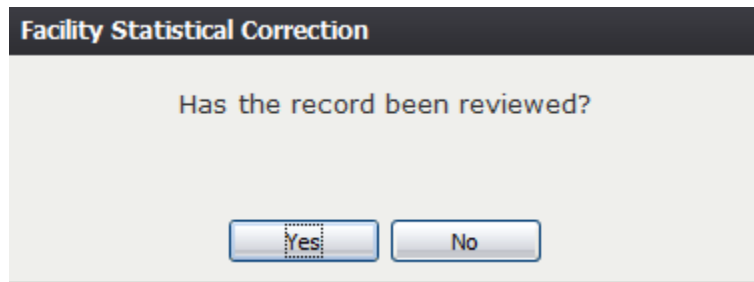 Facility Statistical Correction
Has the record been reviewed?
Yes No